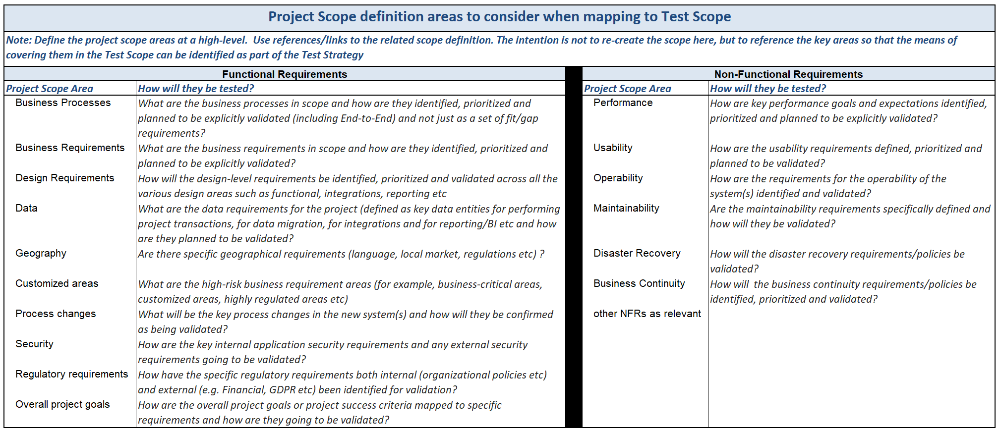 Project Scope definition areas to consider when mapping to Test Scope
Note: Define the project scope areas at a high-level.  Use references/links to the related scope definition. The intention is not to re-create the scope here, but to reference the key areas so that the means of
covering them in the Test Scope can be identified as part of the Test Strategy
Functional Requirements
Project Scope Area
How will they be tested?
Business Processes
What are the business processes in scope and how are they identified, prioritized and
planned to be explicitly validated (including End-to-End) and not just as a set of fit/gap
requirements?
Business Requirements
What are the business requirements in scope and how are they identified, prioritized and
planned to be explicitly validated?
Design Requirements
How will the design-level requirements be identified, prioritized and validated across all the
various design areas such as functional, integrations, reporting etc
Data
What are the data requirements for the project (defined as key data entities for performing
project transactions, for data migration, for integrations and for reporting/BI etc and how
are they planned to be validated?
Geography
Are there specific geographical requirements (language, local market, regulations etc) ?
Customized areas
What are the high-risk business requirement areas (for example, business-critical areas,
customized areas, highly regulated areas etc)
Process changes
What will be the key process changes in the new system(s) and how will they be confirmed
as being validated?
Security
How are the key internal application security requirements and any external security
requirements going to be validated?
Regulatory requirements
How have the specific regulatory requirements both internal (organizational policies etc)
and external (e.g. Financial, GDPR etc) been identified for validation?
Overall project goals
How are the overall project goals or project success criteria mapped to specific
requirements and how are they going to be validated?
Non-Functional Requirements
Project Scope Area
How will they be tested?
Performance
How are key performance goals and expectations identified,
prioritized and planned to be explicitly validated?
Usability
How are the usability requirements defined, prioritized and
planned to be validated?
Operability
How are the requirements for the operability of the
system(s) identified and validated?
Maintainability
Are the maintainability requirements specifically defined and
how will they be validated?
Disaster Recovery
How will the disaster recovery requirements/policies be
validated?
Business Continuity
How will  the business continuity requirements/policies be
identified, prioritized and validated?
other NFRs as relevant